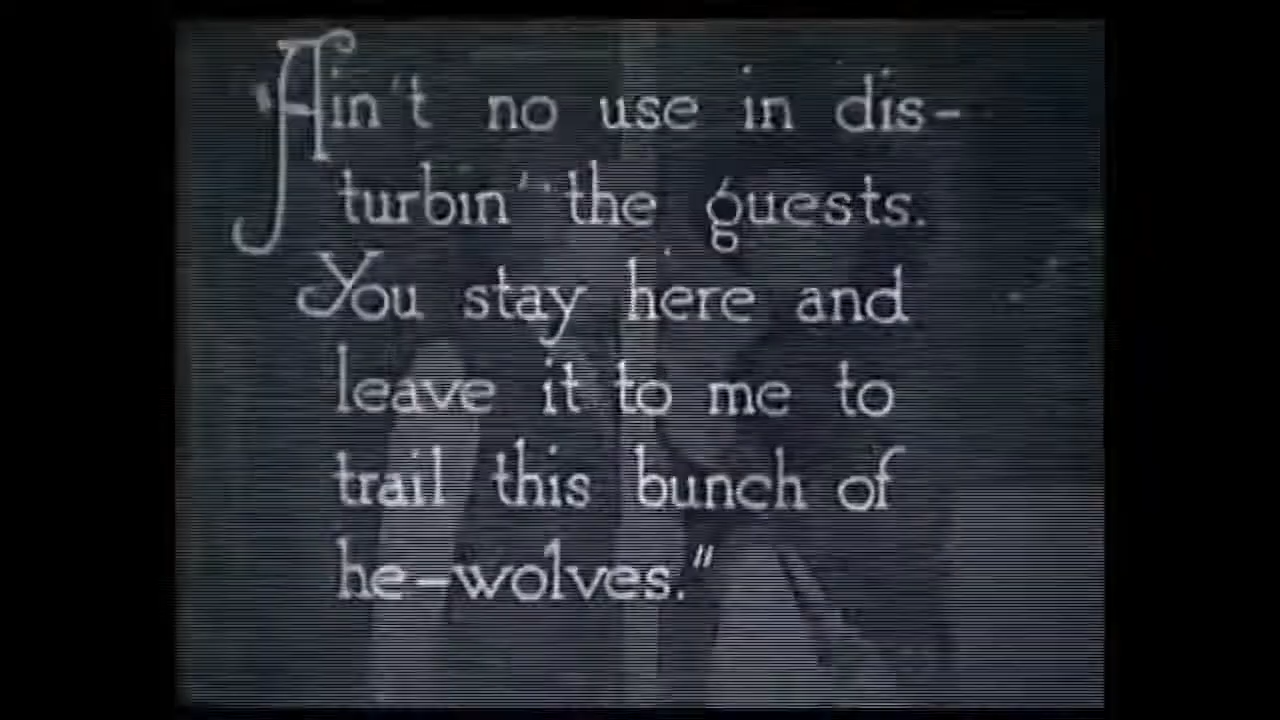 "Ain't no use in dis-
turbin' the guests.
You stay here and
leave it to me to
trail this bunch of
he-wolves."